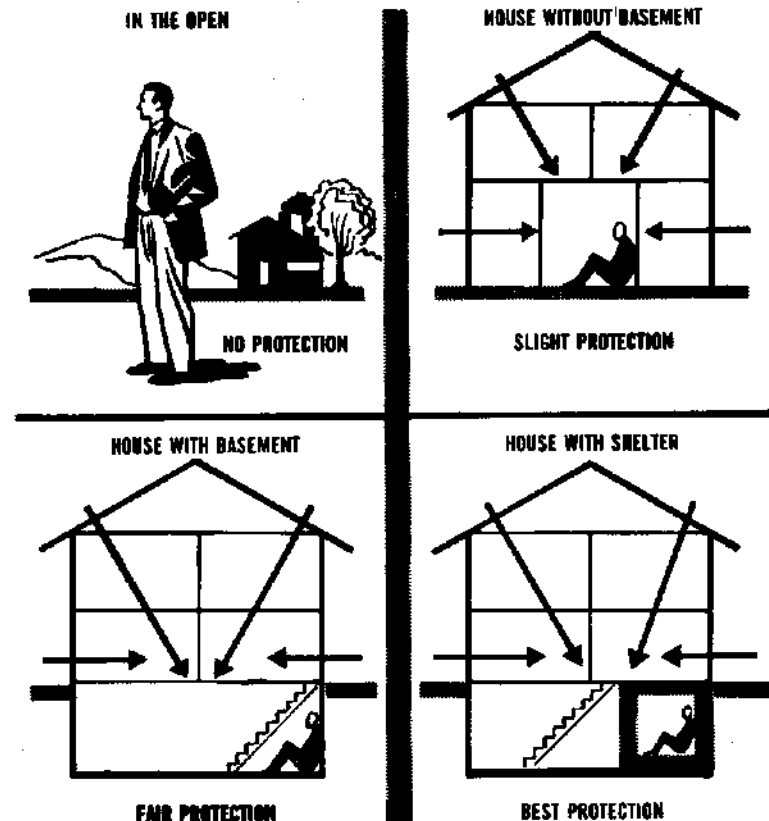 IN THE OPEN
NO PROTECTION
HOUSE WITHOUT BASEMENT
SLIGHT PROTECTION
HOUSE WITH BASEMENT
FAIR PROTECTION
HOUSE WITH SHELTER
BEST PROTECTION